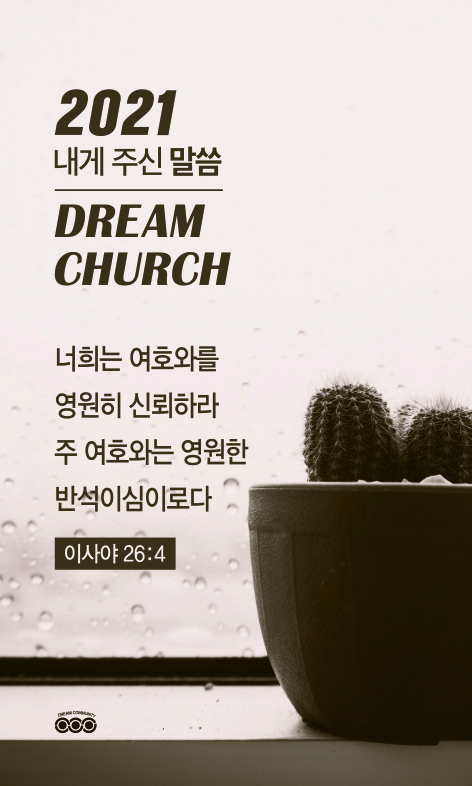 2021
내게 주신 말씀
DREAM
CHURCH
너희는 여호와를
영원히 신뢰하라
주 여호와는 영원한
반석이심이로다
이사야 26:4
DREAM COMMUNITY